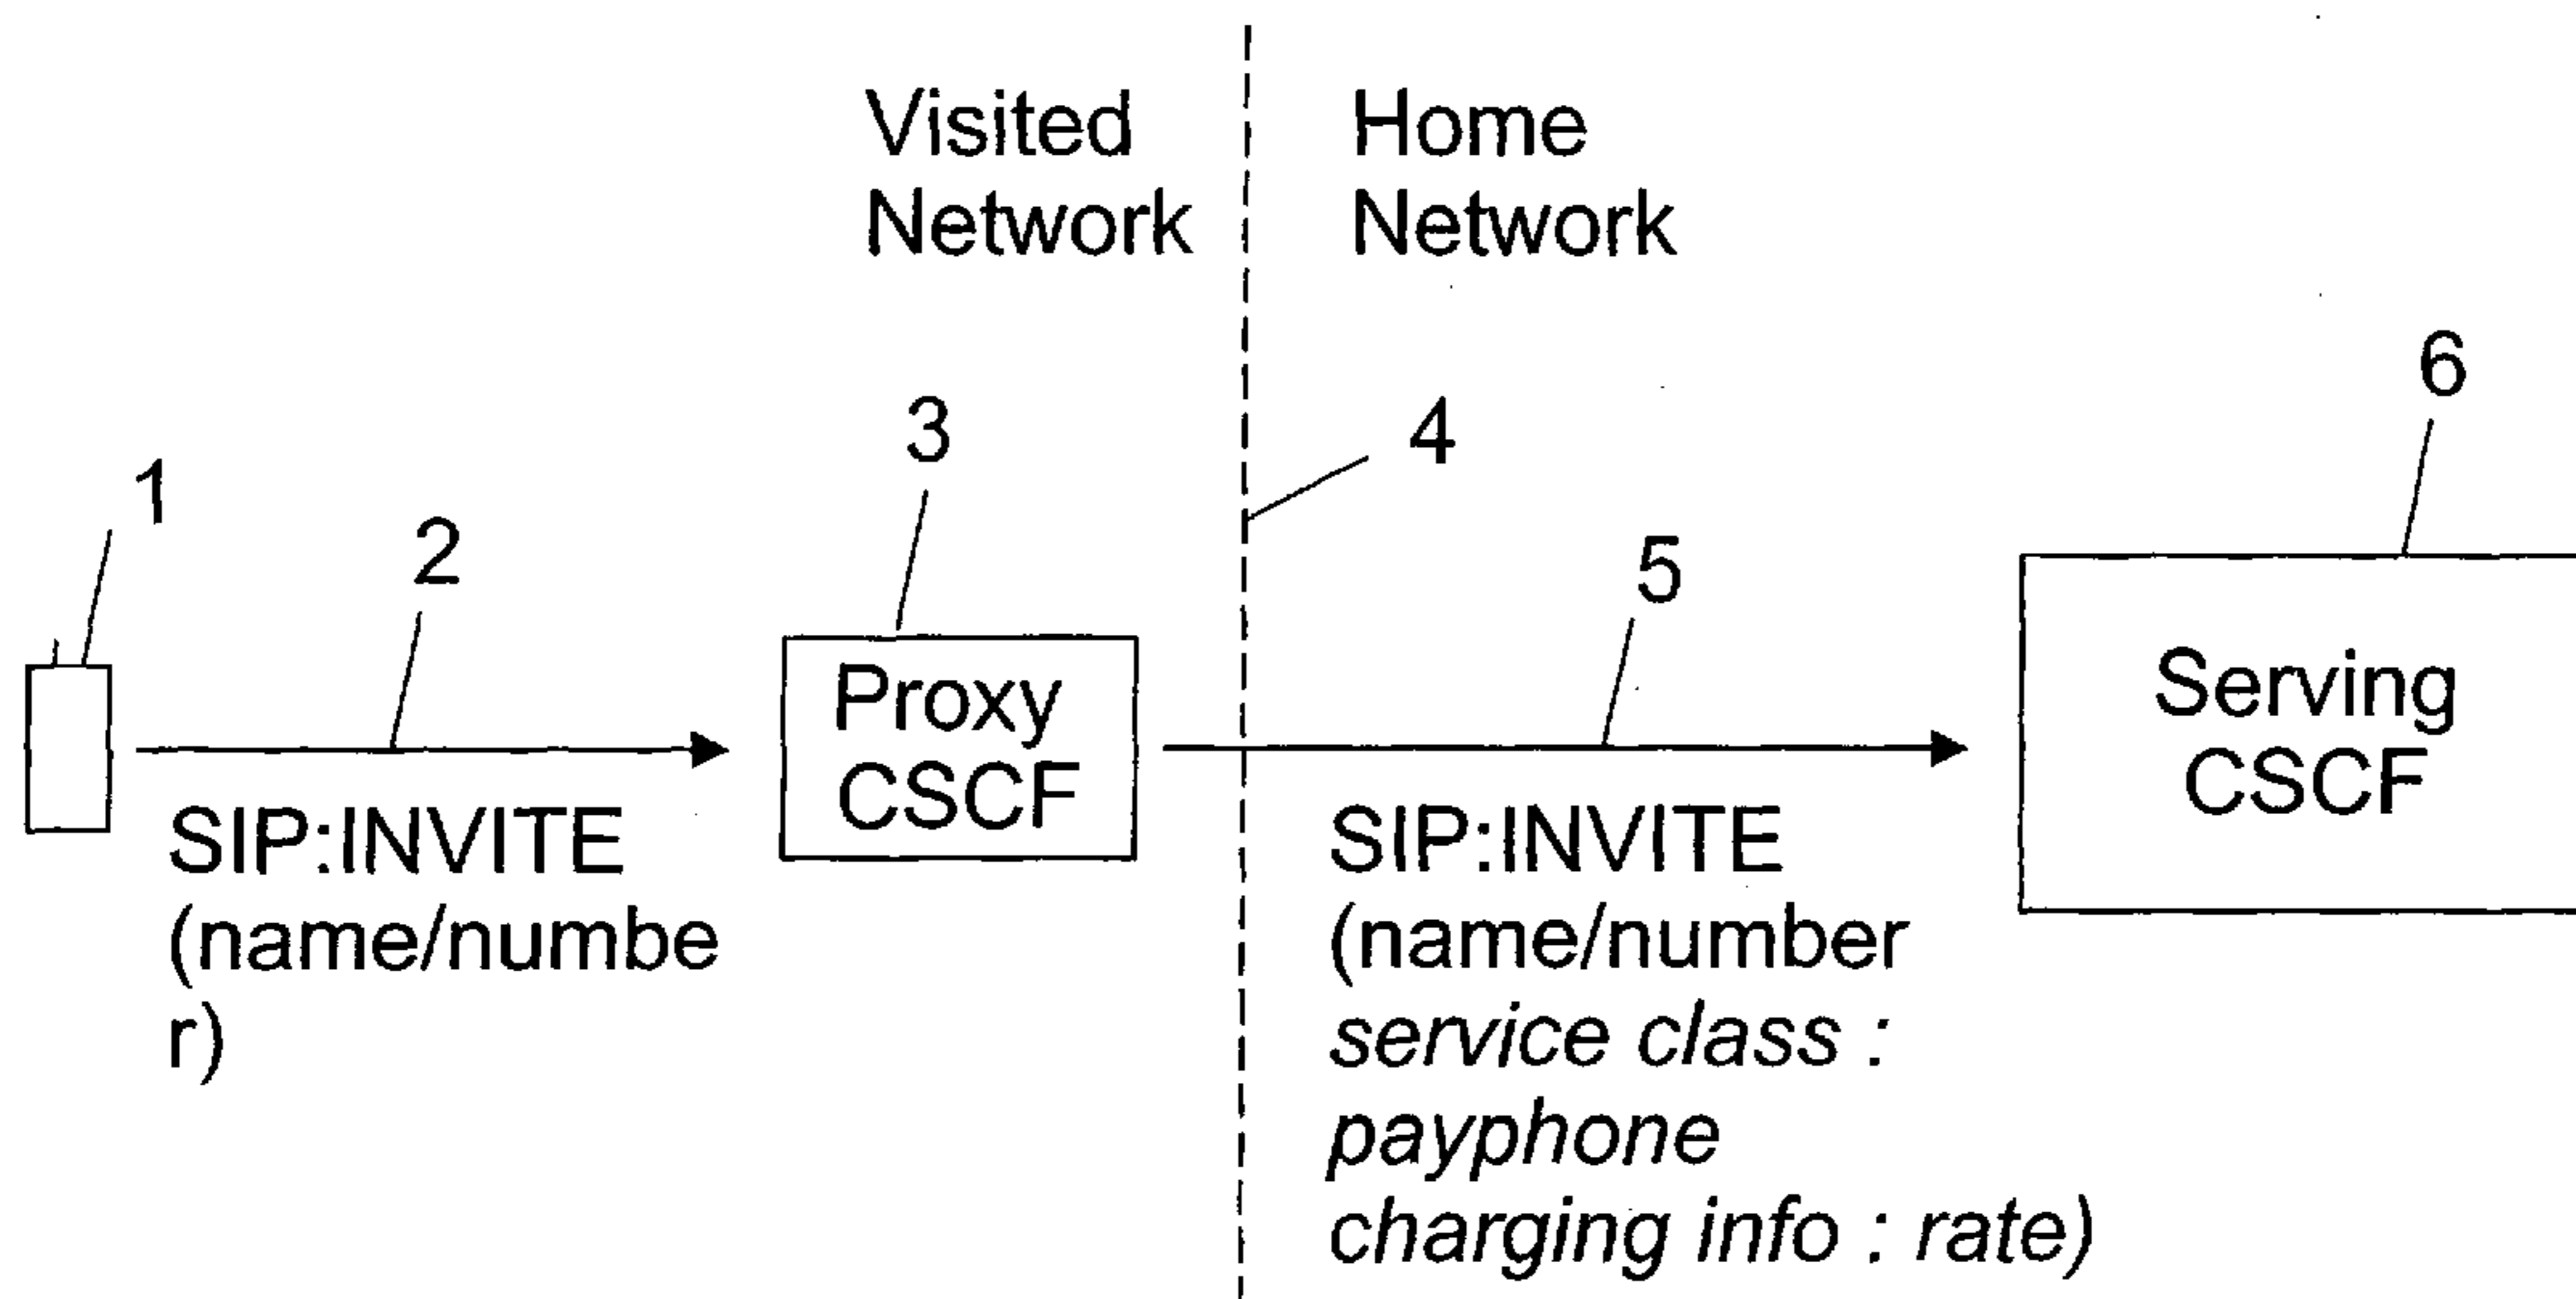 Visited
Network
Home
Network
1
2
3
4
5
6
Proxy
CSCF
Serving
CSCF
SIP:INVITE
(name/numbe
r)
SIP:INVITE
(name/number
service class :
payphone
charging info : rate)